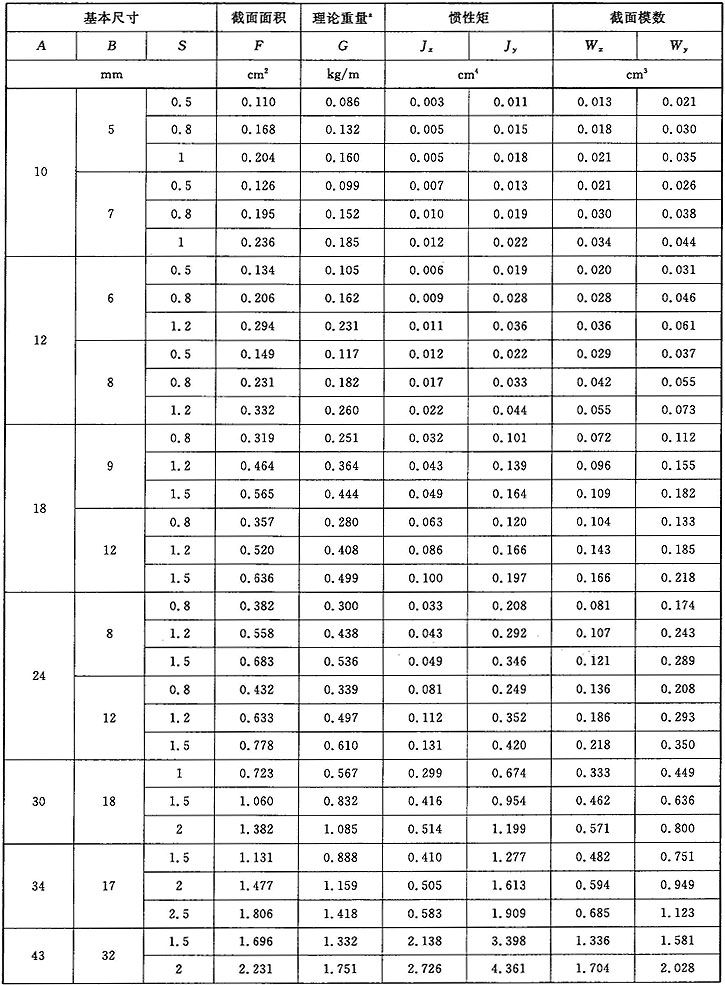 基本尺寸 截面面积 理论重量ᵃ 惯性矩 截面模数
A B S F G Jx Jy Wx Wy
mm cm² kg/m cm⁴ cm³
10 5 0.5 0.110 0.086 0.003 0.011 0.013 0.021
0.8 0.168 0.132 0.005 0.015 0.018 0.030
1 0.204 0.160 0.005 0.018 0.021 0.035
7 0.5 0.126 0.099 0.007 0.013 0.021 0.026
0.8 0.195 0.152 0.010 0.019 0.030 0.038
1 0.236 0.185 0.012 0.022 0.034 0.044
12 6 0.5 0.134 0.105 0.006 0.019 0.020 0.031
0.8 0.206 0.162 0.009 0.028 0.028 0.046
1.2 0.294 0.231 0.011 0.036 0.036 0.061
8 0.5 0.149 0.117 0.012 0.022 0.029 0.037
0.8 0.231 0.182 0.017 0.033 0.042 0.055
1.2 0.332 0.260 0.022 0.044 0.055 0.073
18 9 0.8 0.319 0.251 0.032 0.101 0.072 0.112
1.2 0.464 0.364 0.043 0.139 0.096 0.155
1.5 0.565 0.444 0.049 0.164 0.109 0.182
12 0.8 0.357 0.280 0.063 0.120 0.104 0.133
1.2 0.520 0.408 0.086 0.166 0.143 0.185
1.5 0.636 0.499 0.100 0.197 0.166 0.218
24 8 0.8 0.382 0.300 0.033 0.208 0.081 0.174
1.2 0.558 0.438 0.043 0.292 0.107 0.243
1.5 0.683 0.536 0.049 0.346 0.121 0.289
12 0.8 0.432 0.339 0.081 0.249 0.136 0.208
1.2 0.633 0.497 0.112 0.352 0.186 0.293
1.5 0.778 0.610 0.131 0.420 0.218 0.350
30 18 1 0.723 0.567 0.299 0.674 0.333 0.449
1.5 1.060 0.832 0.416 0.954 0.462 0.636
2 1.382 1.085 0.514 1.199 0.571 0.800
34 17 1.5 1.131 0.888 0.410 1.277 0.482 0.751
2 1.477 1.159 0.505 1.613 0.594 0.949
2.5 1.806 1.418 0.583 1.909 0.685 1.123
43 32 1.5 1.696 1.332 2.138 3.398 1.336 1.581
2 2.231 1.751 2.726 4.361 1.704 2.028